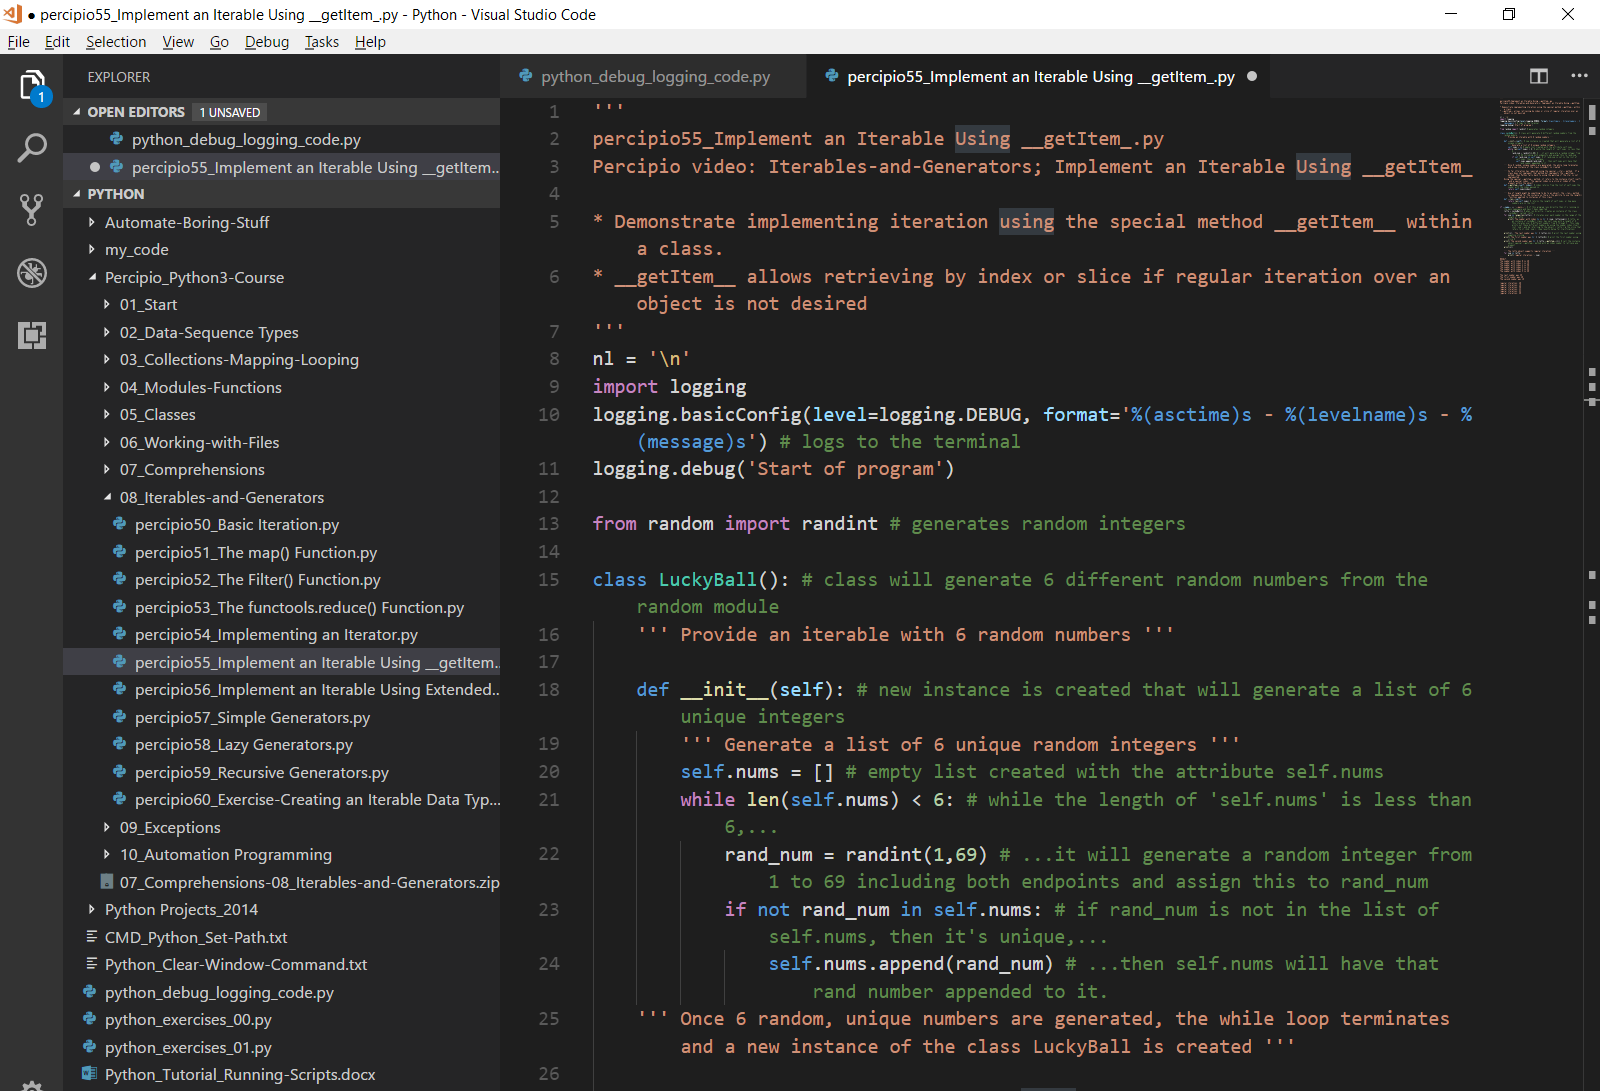 ● percipio55_Implement an Iterable Using __getItem_.py - Python - Visual Studio Code
File Edit Selection View Go Debug Tasks Help
1
EXPLORER
OPEN EDITORS 1 UNSAVED
python_debug_logging_code.py
● percipio55_Implement an Iterable Using __getItem...
PYTHON
Automate-Boring-Stuff
my_code
Percipio_Python3-Course
01_Start
02_Data-Sequence Types
03_Collections-Mapping-Looping
04_Modules-Functions
05_Classes
06_Working-with-Files
07_Comprehensions
08_Iterables-and-Generators
percipio50_Basic Iteration.py
percipio51_The map() Function.py
percipio52_The Filter() Function.py
percipio53_The functools.reduce() Function.py
percipio54_Implementing an Iterator.py
percipio55_Implement an Iterable Using __getItem...
percipio56_Implement an Iterable Using Extended...
percipio57_Simple Generators.py
percipio58_Lazy Generators.py
percipio59_Recursive Generators.py
percipio60_Exercise-Creating an Iterable Data Typ...
09_Exceptions
10_Automation Programming
07_Comprehensions-08_Iterables-and-Generators.zip
Python Projects_2014
CMD_Python_Set-Path.txt
Python_Clear-Window-Command.txt
python_debug_logging_code.py
python_exercises_00.py
python_exercises_01.py
Python_Tutorial_Running-Scripts.docx
python_debug_logging_code.py percipio55_Implement an Iterable Using __getItem_.py ●
1 '''
2 percipio55_Implement an Iterable Using __getItem_.py
3 Percipio video: Iterables-and-Generators; Implement an Iterable Using __getItem_
4
5 * Demonstrate implementing iteration using the special method __getItem__ within
a class.
6 * __getItem__ allows retrieving by index or slice if regular iteration over an
object is not desired
7 '''
8 nl = '\n'
9 import logging
10 logging.basicConfig(level=logging.DEBUG, format='%(asctime)s - %(levelname)s - %
(message)s') # logs to the terminal
11 logging.debug('Start of program')
12
13 from random import randint # generates random integers
14
15 class LuckyBall(): # class will generate 6 different random numbers from the
random module
16 ''' Provide an iterable with 6 random numbers '''
17
18 def __init__(self): # new instance is created that will generate a list of 6
unique integers
19 ''' Generate a list of 6 unique random integers '''
20 self.nums = [] # empty list created with the attribute self.nums
21 while len(self.nums) < 6: # while the length of 'self.nums' is less than
6,...
22 rand_num = randint(1,69) # ...it will generate a random integer from
1 to 69 including both endpoints and assign this to rand_num
23 if not rand_num in self.nums: # if rand_num is not in the list of
self.nums, then it's unique,...
24 self.nums.append(rand_num) # ...then self.nums will have that
rand number appended to it.
25 ''' Once 6 random, unique numbers are generated, the while loop terminates
and a new instance of the class LuckyBall is created '''
26